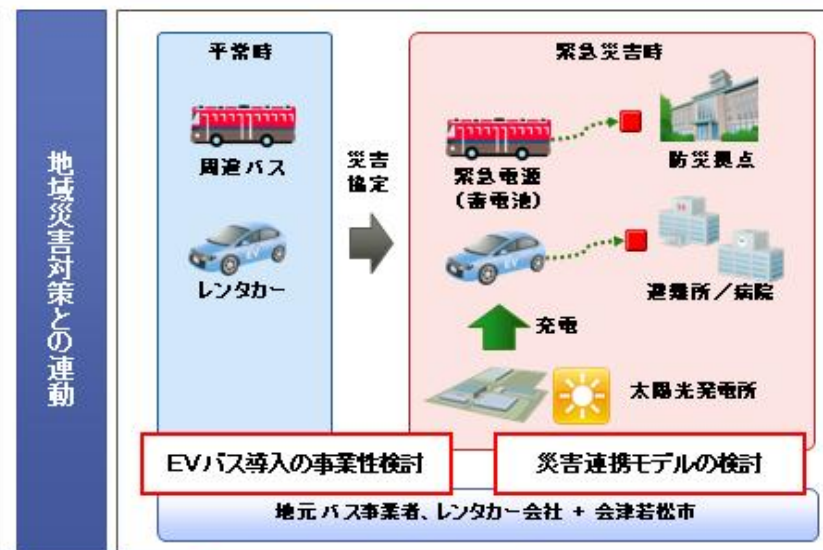 地域災害対策との連動
平常時
周遊バス
レンタカー
災害
協定
緊急災害時
緊急電源
(蓄電池)
防災拠点
EV
避難所/病院
充電
太陽光発電所
EVバス導入の事業性検討
災害連携モデルの検討
地元バス事業者、レンタカー会社 + 会津若松市